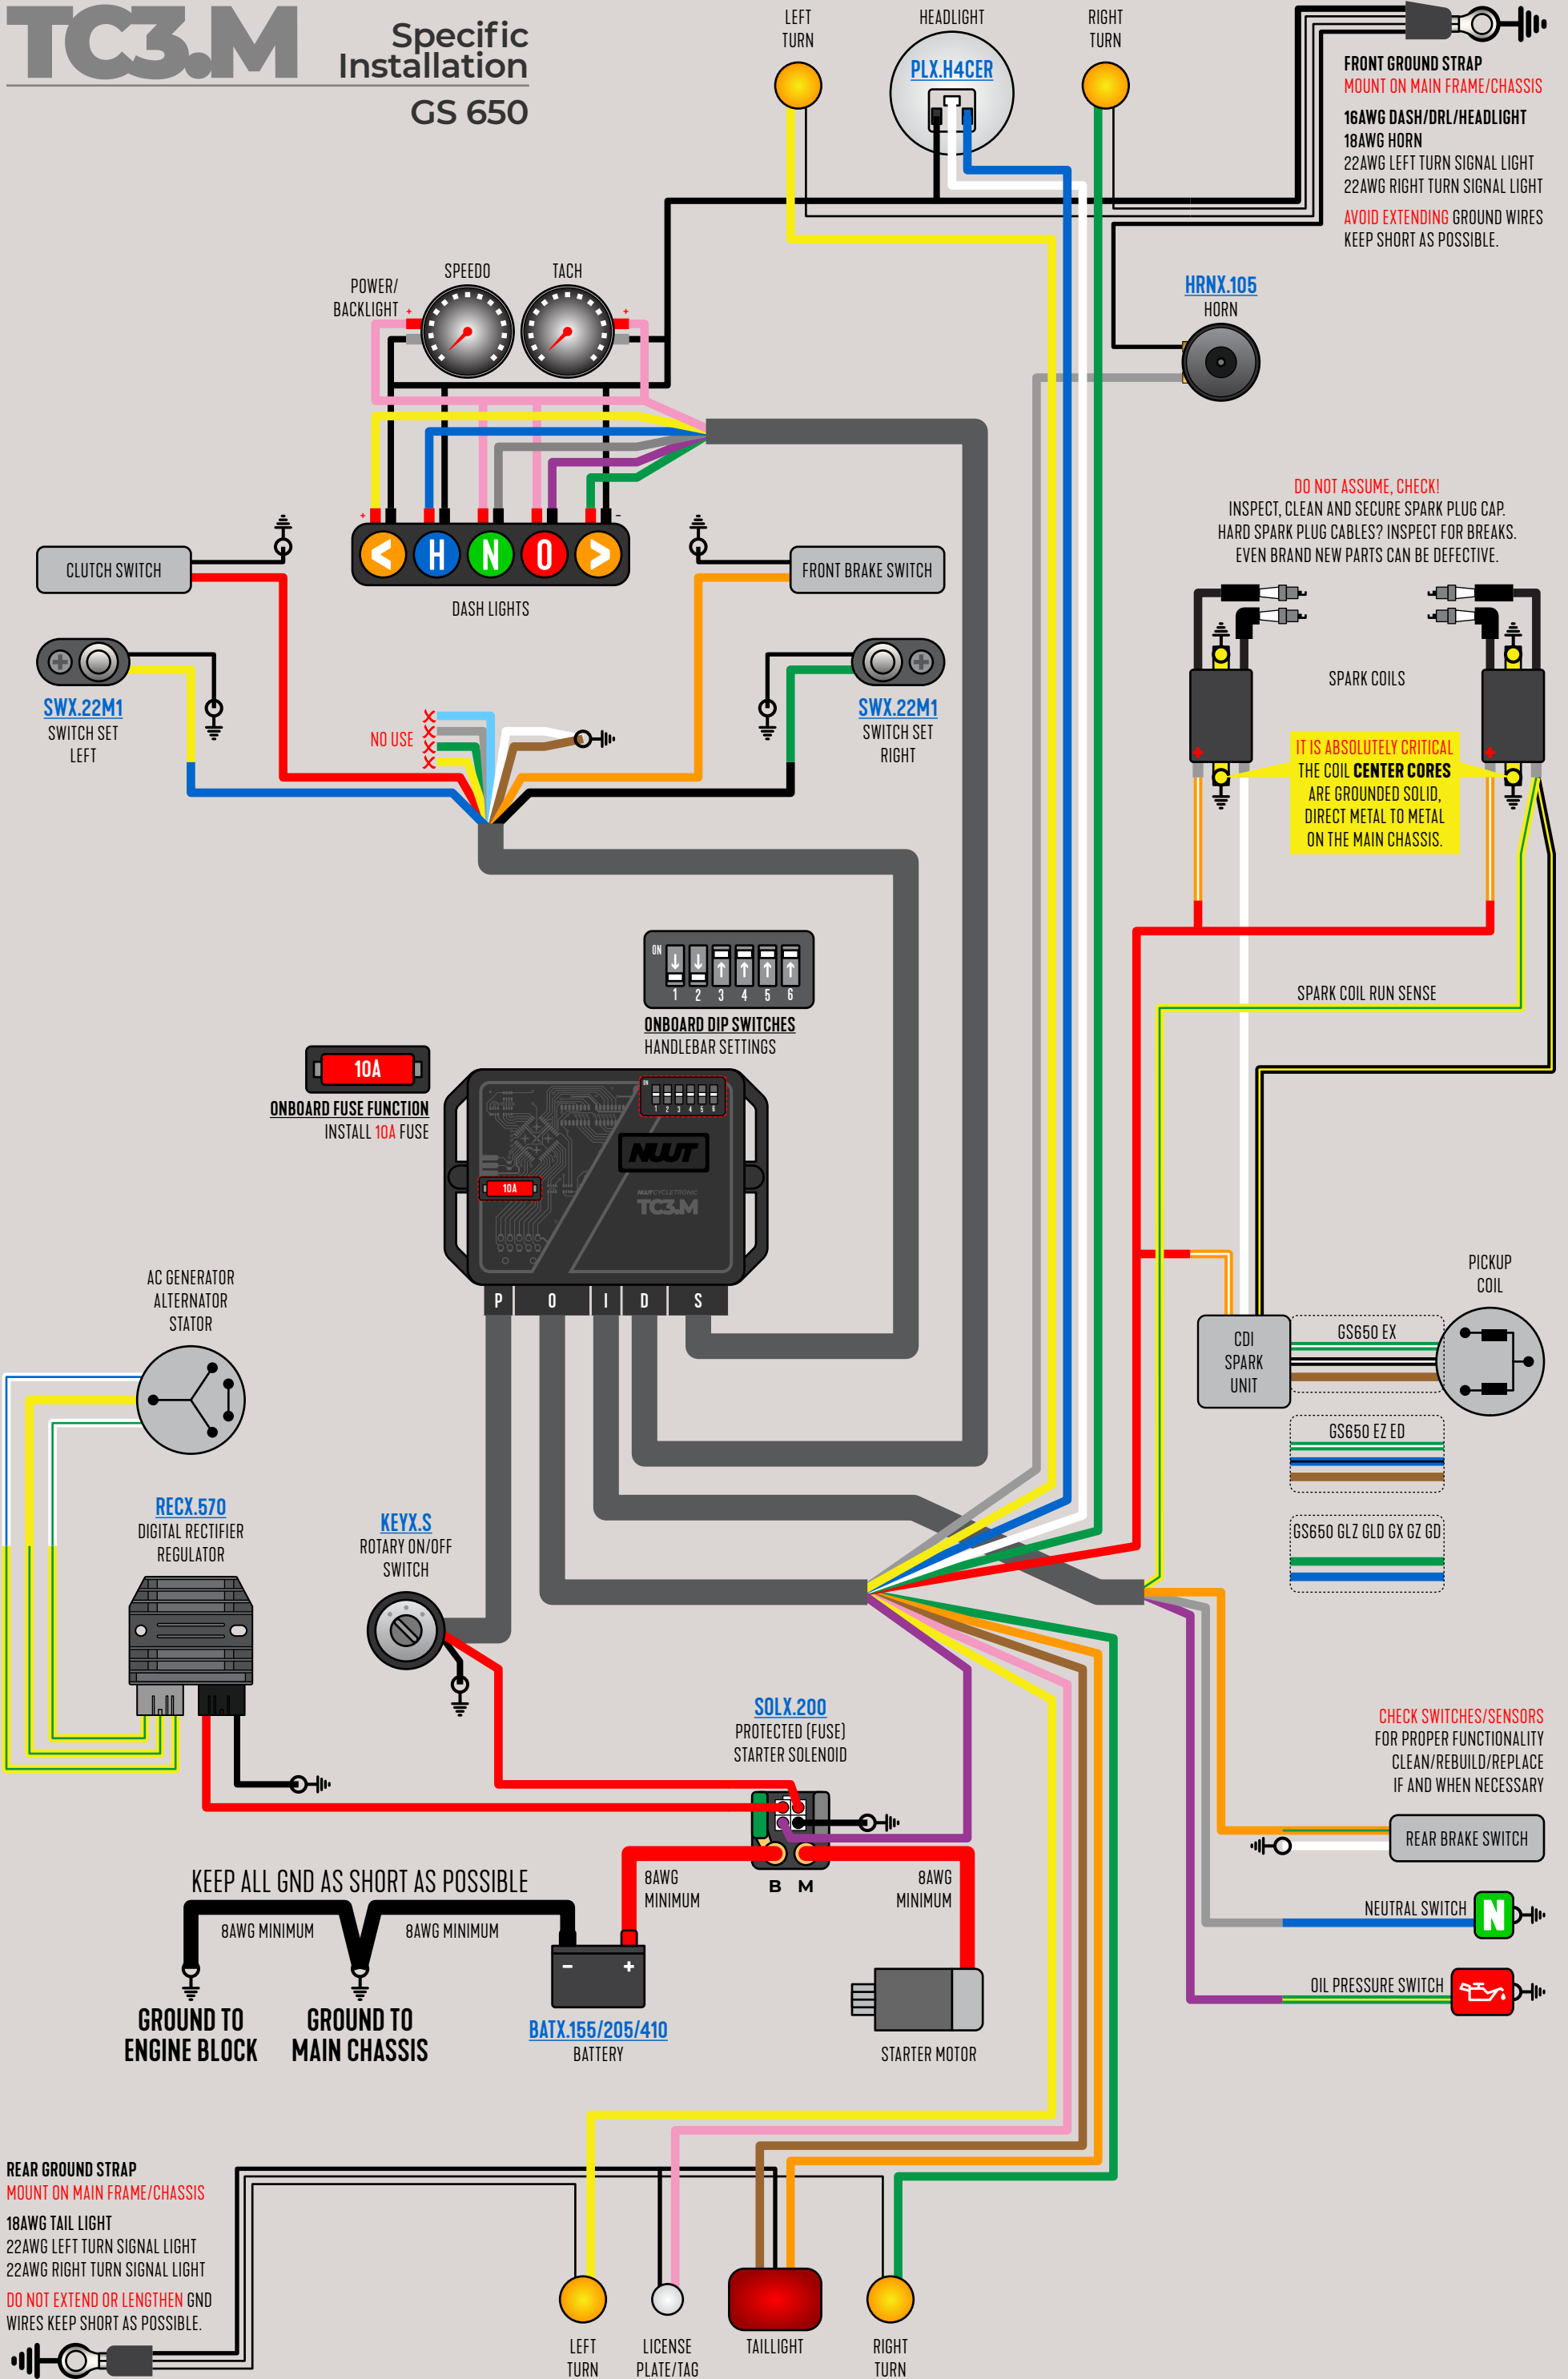 TC3.M
Specific
Installation
GS 650
LEFT
TURN
HEADLIGHT
PLX.H4CER
RIGHT
TURN
FRONT GROUND STRAP
MOUNT ON MAIN FRAME/CHASSIS
16AWG DASH/DRL/HEADLIGHT
18AWG HORN
22AWG LEFT TURN SIGNAL LIGHT
22AWG RIGHT TURN SIGNAL LIGHT
AVOID EXTENDING GROUND WIRES
KEEP SHORT AS POSSIBLE.
POWER/
BACKLIGHT
SPEEDO
TACH
+
+
HRNX.105
HORN
+
-
< H N O >
DASH LIGHTS
CLUTCH SWITCH
FRONT BRAKE SWITCH
SWX.22M1
SWITCH SET
LEFT
NO USE
X
X
X
X
SWX.22M1
SWITCH SET
RIGHT
DO NOT ASSUME, CHECK!
INSPECT, CLEAN AND SECURE SPARK PLUG CAP.
HARD SPARK PLUG CABLES? INSPECT FOR BREAKS.
EVEN BRAND NEW PARTS CAN BE DEFECTIVE.
SPARK COILS
+
+
IT IS ABSOLUTELY CRITICAL
THE COIL CENTER CORES
ARE GROUNDED SOLID,
DIRECT METAL TO METAL
ON THE MAIN CHASSIS.
SPARK COIL RUN SENSE
ON
1 2 3 4 5 6
ONBOARD DIP SWITCHES
HANDLEBAR SETTINGS
10A
ONBOARD FUSE FUNCTION
INSTALL 10A FUSE
ON
1 2 3 4 5 6
NWT
10A
NWT CYCLETRONIC
TC3.M
P O I D S
AC GENERATOR
ALTERNATOR
STATOR
PICKUP
COIL
CDI
SPARK
UNIT
GS650 EX
GS650 EZ ED
GS650 GLZ GLD GX GZ GD
RECX.570
DIGITAL RECTIFIER
REGULATOR
KEYX.S
ROTARY ON/OFF
SWITCH
SOLX.200
PROTECTED (FUSE)
STARTER SOLENOID
B M
8AWG
MINIMUM
8AWG
MINIMUM
CHECK SWITCHES/SENSORS
FOR PROPER FUNCTIONALITY
CLEAN/REBUILD/REPLACE
IF AND WHEN NECESSARY
REAR BRAKE SWITCH
NEUTRAL SWITCH
N
OIL PRESSURE SWITCH
KEEP ALL GND AS SHORT AS POSSIBLE
8AWG MINIMUM
8AWG MINIMUM
- +
GROUND TO
ENGINE BLOCK
GROUND TO
MAIN CHASSIS
BATX.155/205/410
BATTERY
STARTER MOTOR
REAR GROUND STRAP
MOUNT ON MAIN FRAME/CHASSIS
18AWG TAIL LIGHT
22AWG LEFT TURN SIGNAL LIGHT
22AWG RIGHT TURN SIGNAL LIGHT
DO NOT EXTEND OR LENGTHEN GND
WIRES KEEP SHORT AS POSSIBLE.
LEFT
TURN
LICENSE
PLATE/TAG
TAILLIGHT
RIGHT
TURN